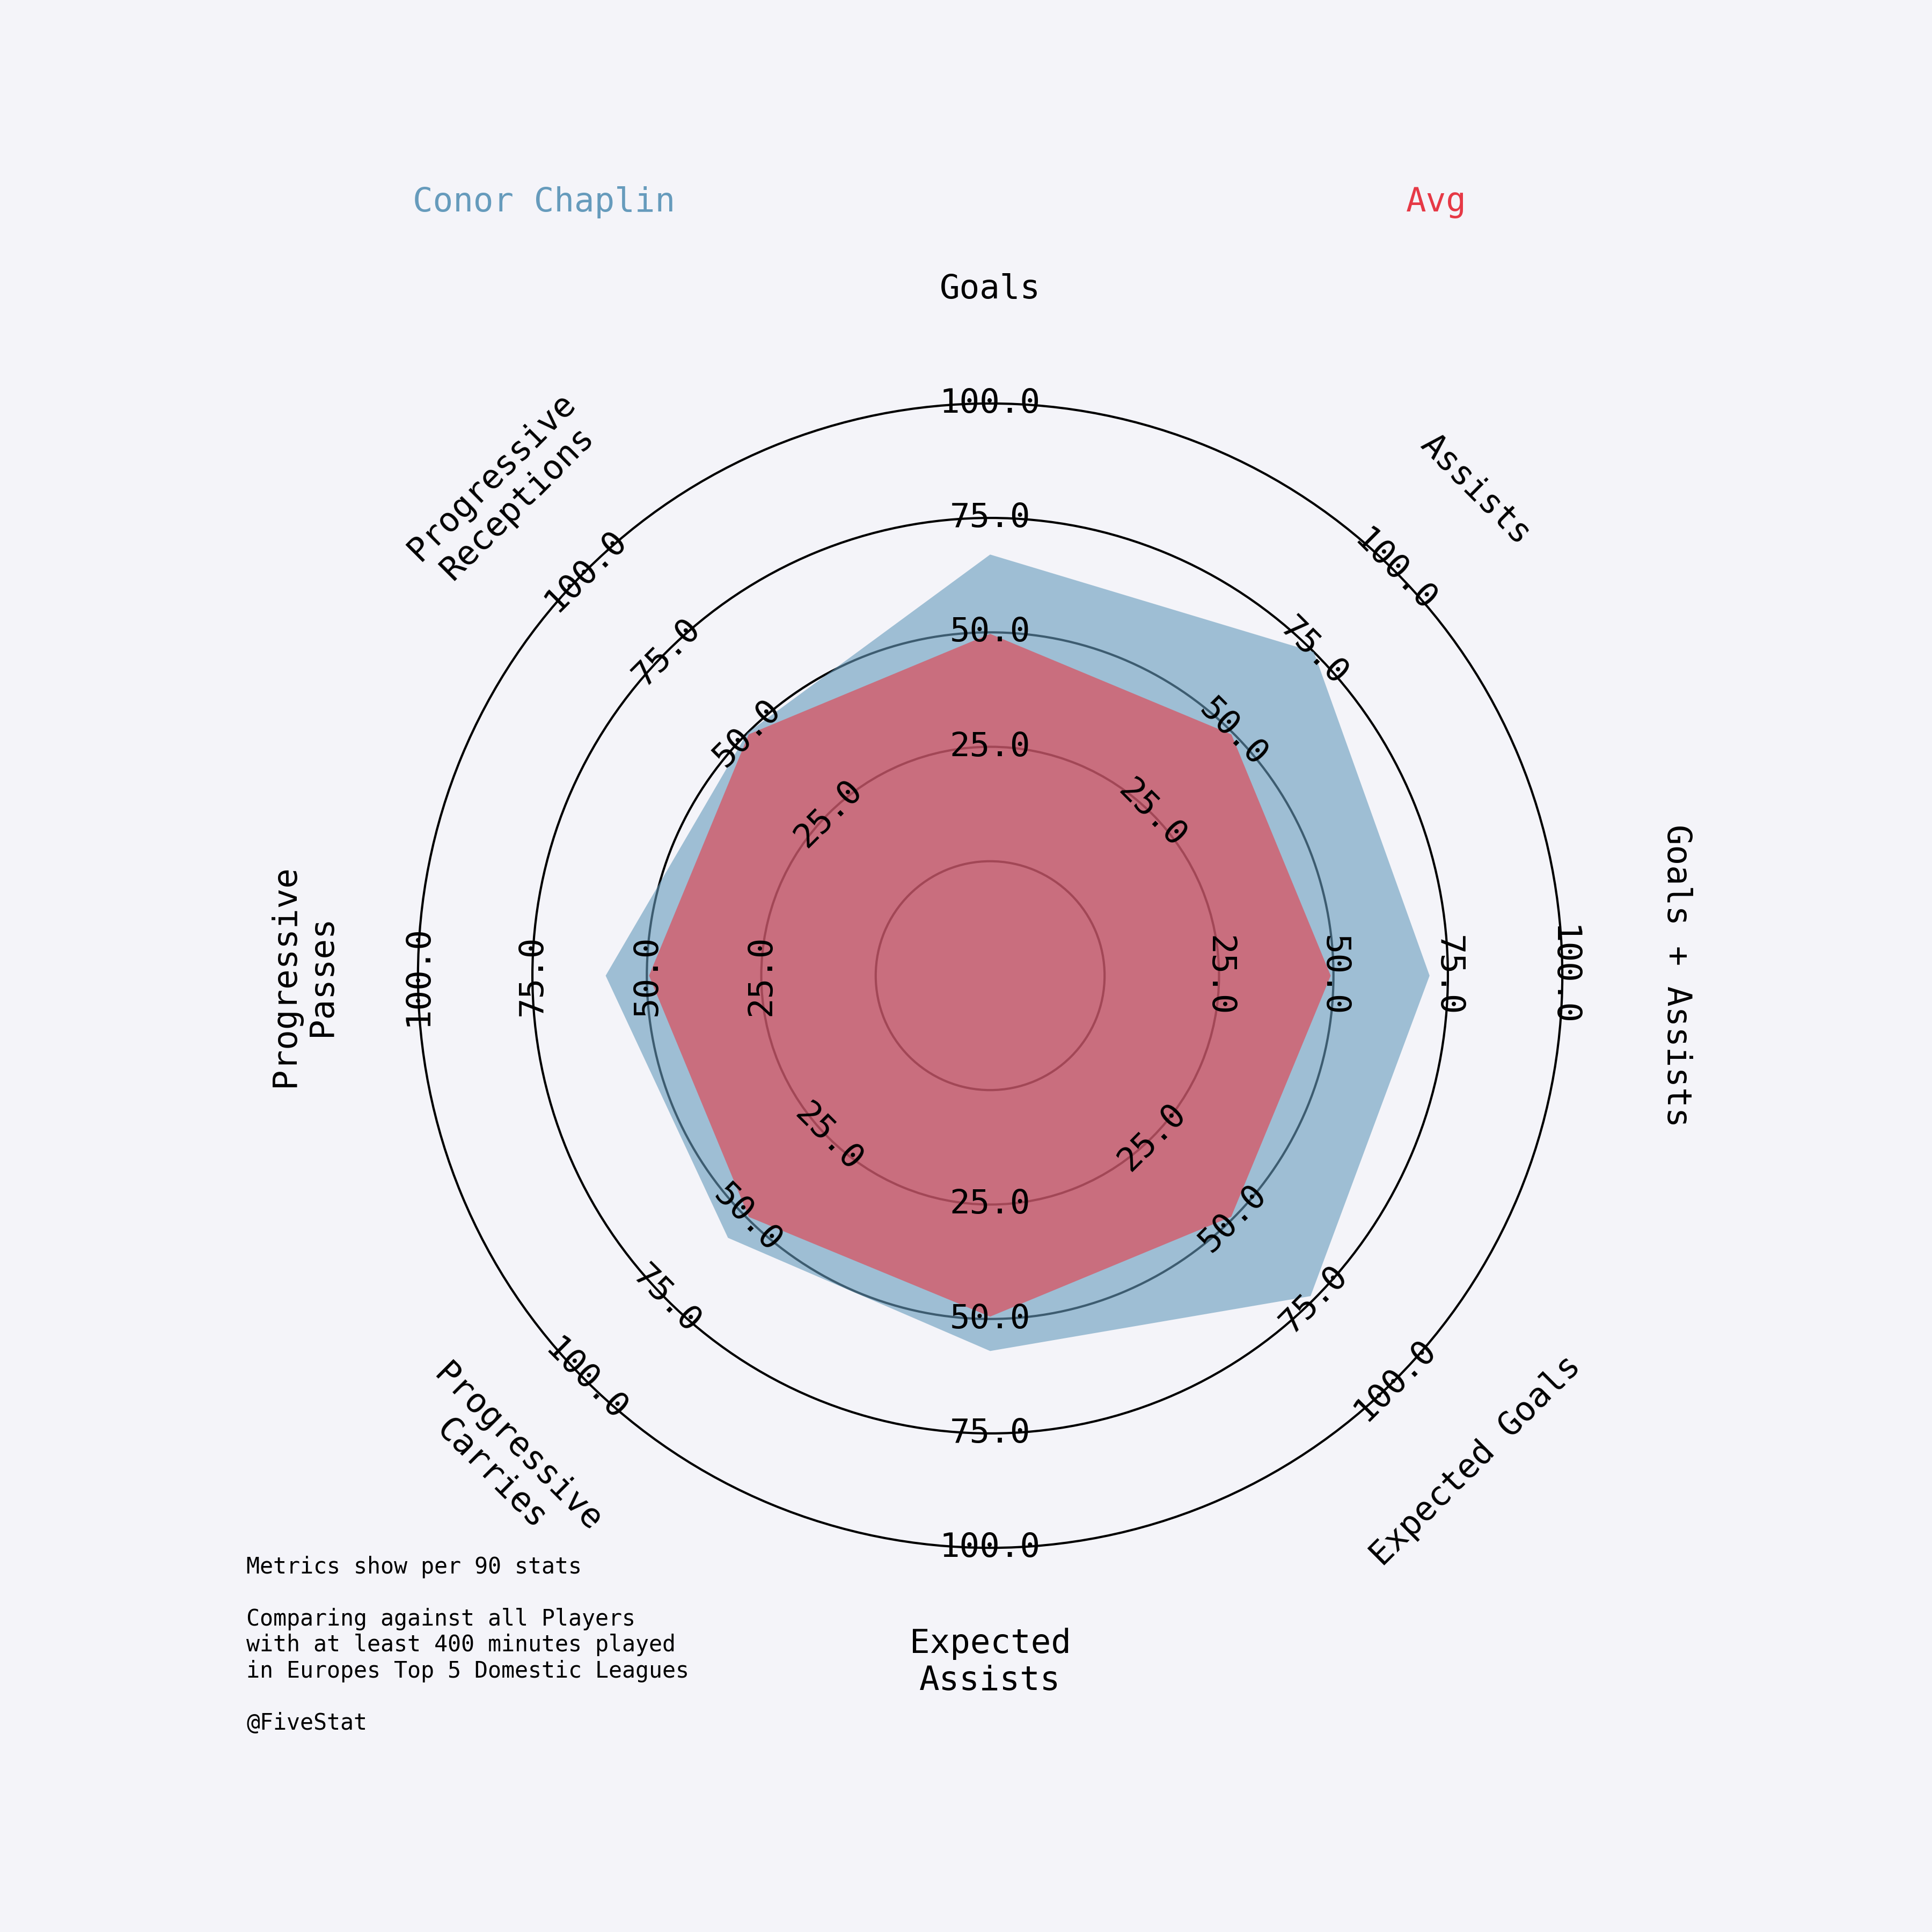 Conor Chaplin
Avg
Goals
Assists
Goals + Assists
Expected Goals
Expected
Assists
Progressive
Carries
Progressive
Passes
Progressive
Receptions
25.0
50.0
75.0
100.0
25.0
50.0
75.0
100.0
25.0
50.0
75.0
100.0
25.0
50.0
75.0
100.0
25.0
50.0
75.0
100.0
25.0
50.0
75.0
100.0
25.0
50.0
75.0
100.0
25.0
50.0
75.0
100.0
Metrics show per 90 stats
Comparing against all Players
with at least 400 minutes played
in Europes Top 5 Domestic Leagues
@FiveStat